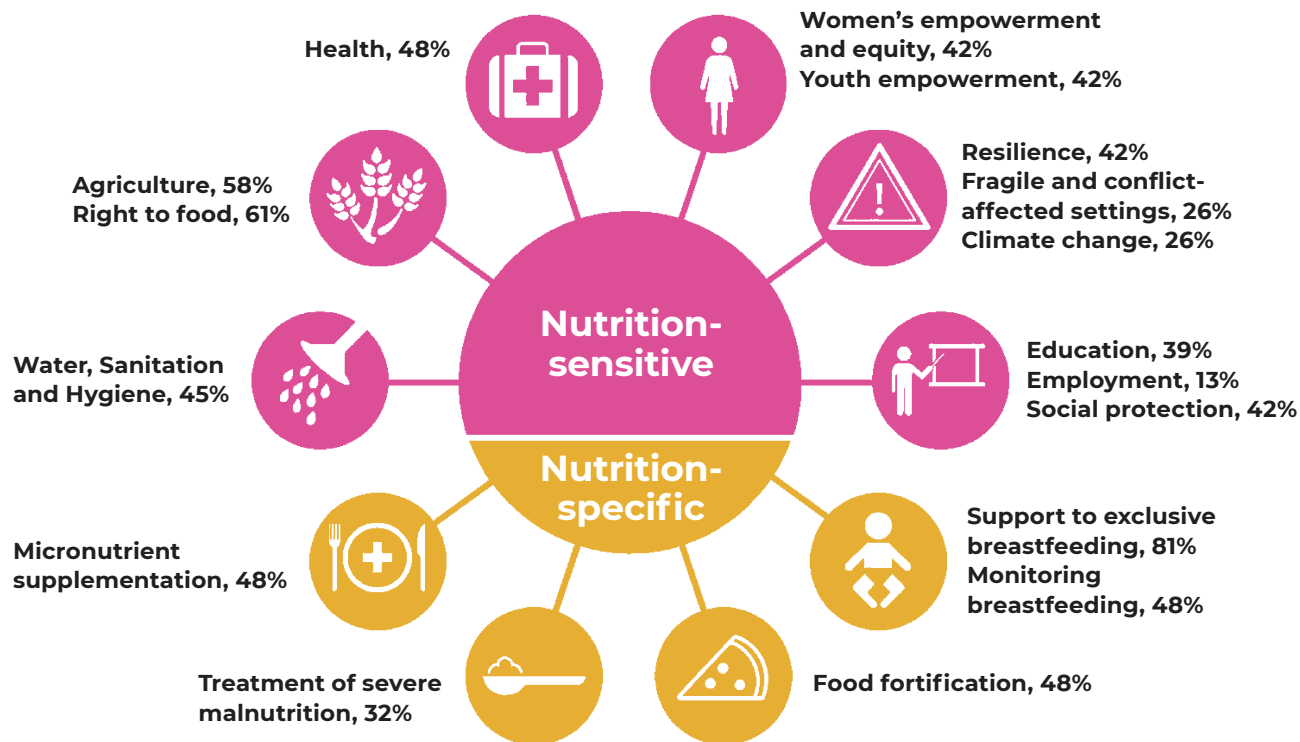 Health, 48%
Women's empowerment
and equity, 42%
Youth empowerment, 42%
Agriculture, 58%
Right to food, 61%
Resilience, 42%
Fragile and conflict-
affected settings, 26%
Climate change, 26%
Nutrition-
sensitive
Water, Sanitation
and Hygiene, 45%
Education, 39%
Employment, 13%
Social protection, 42%
Nutrition-
specific
Micronutrient
supplementation, 48%
Support to exclusive
breastfeeding, 81%
Monitoring
breastfeeding, 48%
Treatment of severe
malnutrition, 32%
Food fortification, 48%